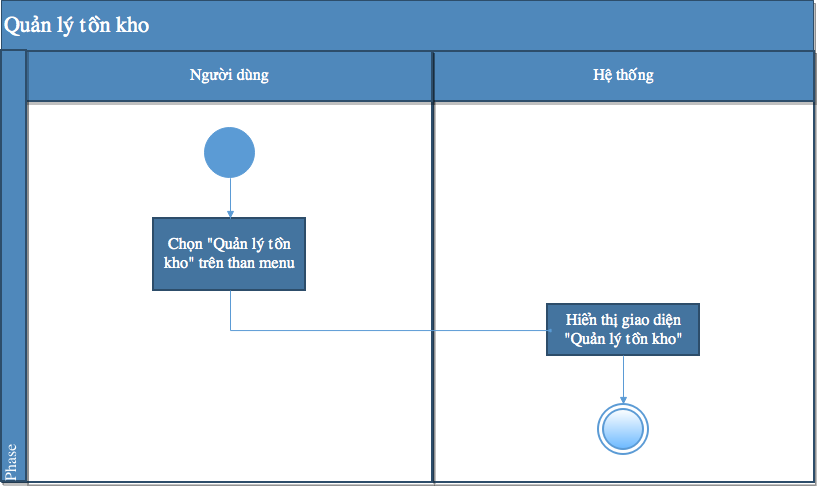 Quản lý tồn kho
Người dùng
Hệ thống
Chọn "Quản lý tồn
kho" trên than menu
Hiển thị giao diện
"Quản lý tồn kho"
Phase